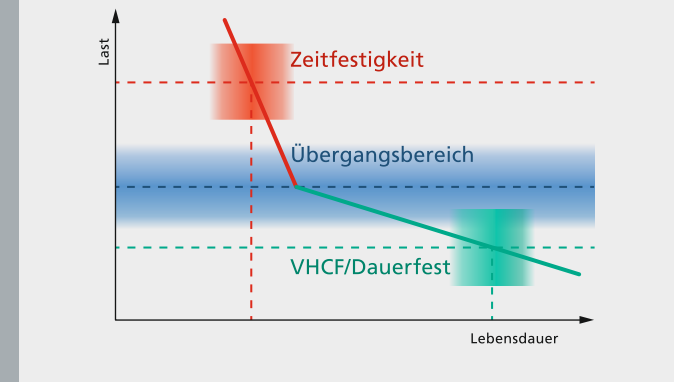 Last
Zeitfestigkeit
Übergangsbereich
VHCF/Dauerfest
Lebensdauer